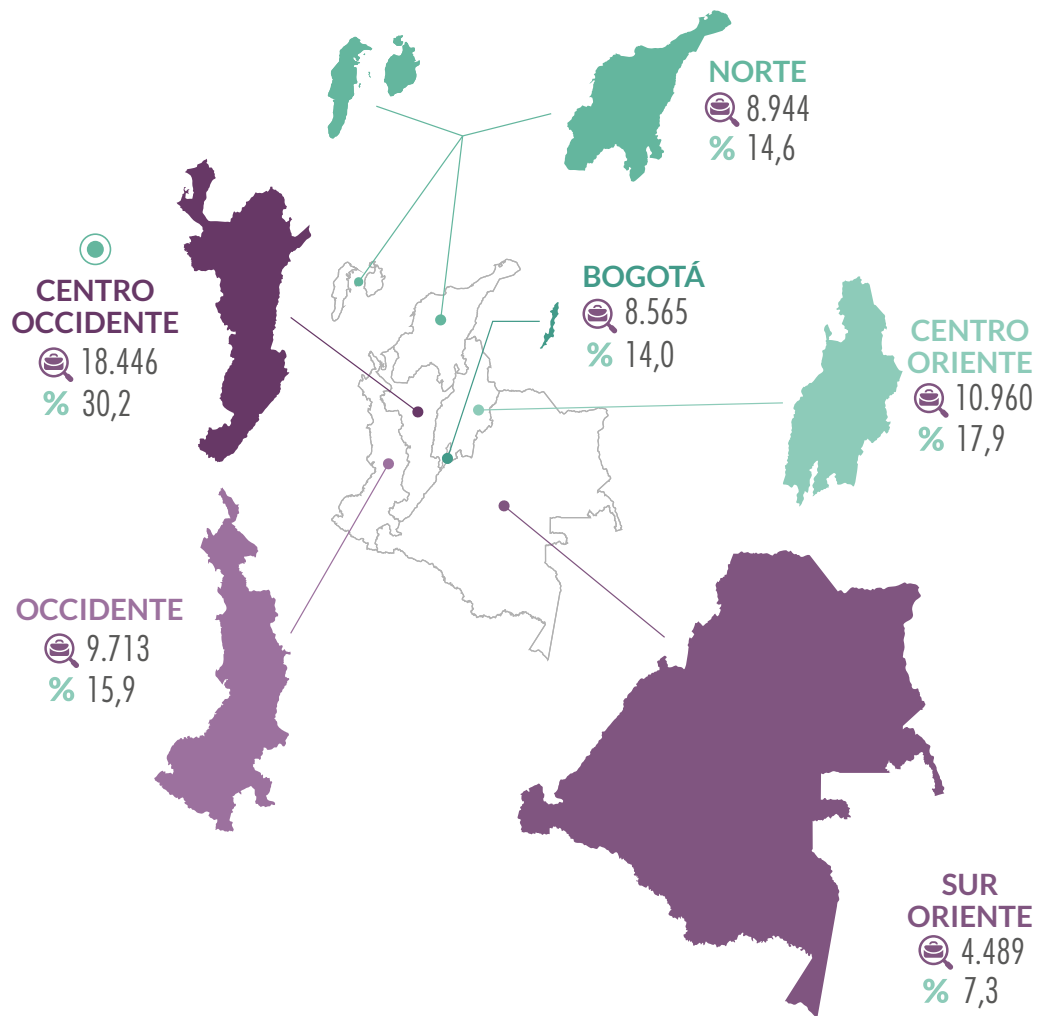 NORTE
8.944
% 14,6
CENTRO
OCCIDENTE
18.446
% 30,2
BOGOTÁ
8.565
% 14,0
CENTRO
ORIENTE
10.960
% 17,9
OCCIDENTE
9.713
% 15,9
SUR
ORIENTE
4.489
% 7,3